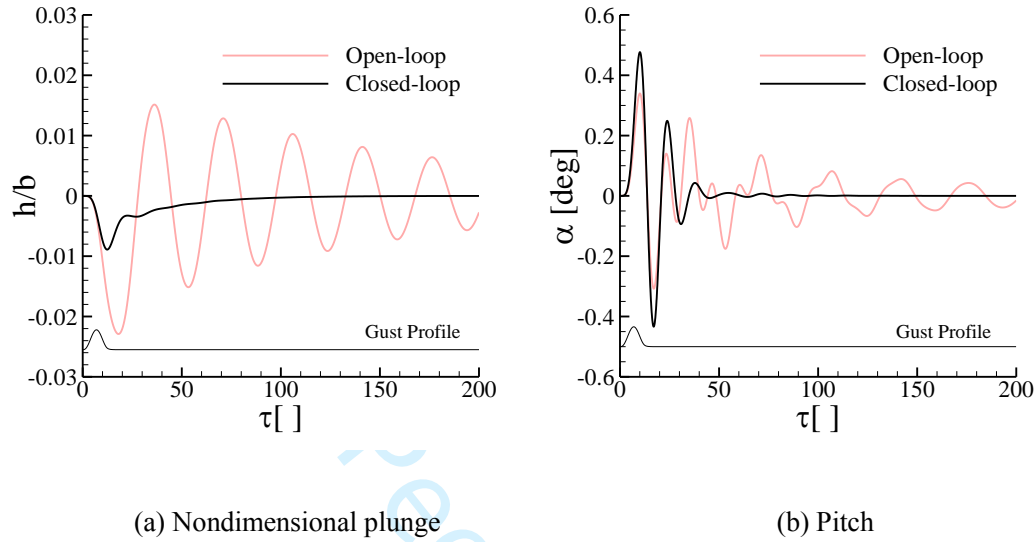 0.03
0.02
0.01
0
-0.01
-0.02
-0.03
h/b
Open-loop
Closed-loop
Gust Profile
0 50 100 150 200
τ[ ]
(a) Nondimensional plunge
0.6
0.4
0.2
0
-0.2
-0.4
-0.6
α [deg]
Open-loop
Closed-loop
Gust Profile
0 50 100 150 200
τ[ ]
(b) Pitch